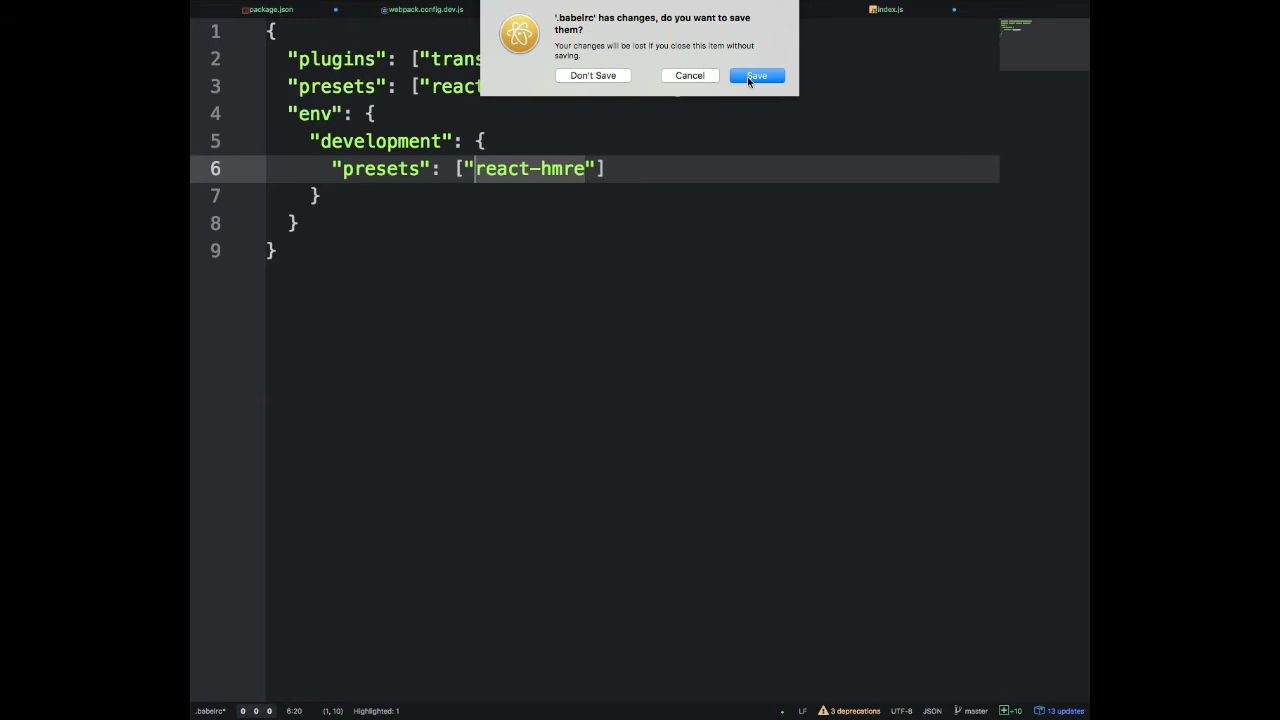 package.json
webpack.config.dev.js
index.js
'.babelrc' has changes, do you want to save
them?
Your changes will be lost if you close this item without
saving.
Don't Save
Cancel
Save
1 {
2 "plugins": ["trans
3 "presets": ["react
4 "env": {
5 "development": {
6 "presets": ["react-hmre"]
7 }
8 }
9 }
.babelrc* 0 0 0 6:20 (1, 10) Highlighted: 1 LF 3 deprecations UTF-8 JSON master +10 13 updates